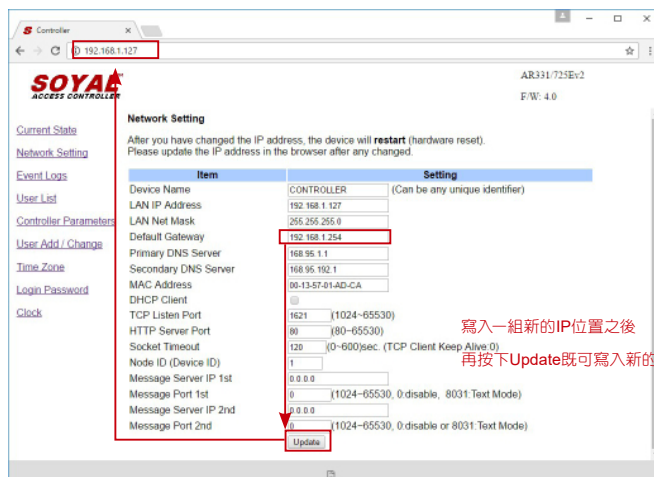 S Controller
192.168.1.127
SOYAL
ACCESS CONTROLLER
AR331/725Ev2
F/W: 4.0
Current State
Network Setting
Event Logs
User List
Controller Parameters
User Add / Change
Time Zone
Login Password
Clock
Network Setting
After you have changed the IP address, the device will restart (hardware reset).
Please update the IP address in the browser after any changed.
Item Setting
Device Name CONTROLLER (Can be any unique identifier)
LAN IP Address 192.168.1.127
LAN Net Mask 255.255.255.0
Default Gateway 192.168.1.254
Primary DNS Server 168.95.1.1
Secondary DNS Server 168.95.192.1
MAC Address 00-13-57-01-AD-CA
DHCP Client
TCP Listen Port 1621 (1024~65530)
HTTP Server Port 80 (80~65530)
Socket Timeout 120 (0~600)sec. (TCP Client Keep Alive:0)
Node ID (Device ID) 1
Message Server IP 1st 0.0.0.0
Message Port 1st 0 (1024~65530, 0:disable, 8031:Text Mode)
Message Server IP 2nd 0.0.0.0
Message Port 2nd 0 (1024~65530, 0:disable or 8031:Text Mode)
Update
寫入一組新的IP位置之後
再按下Update既可寫入新的